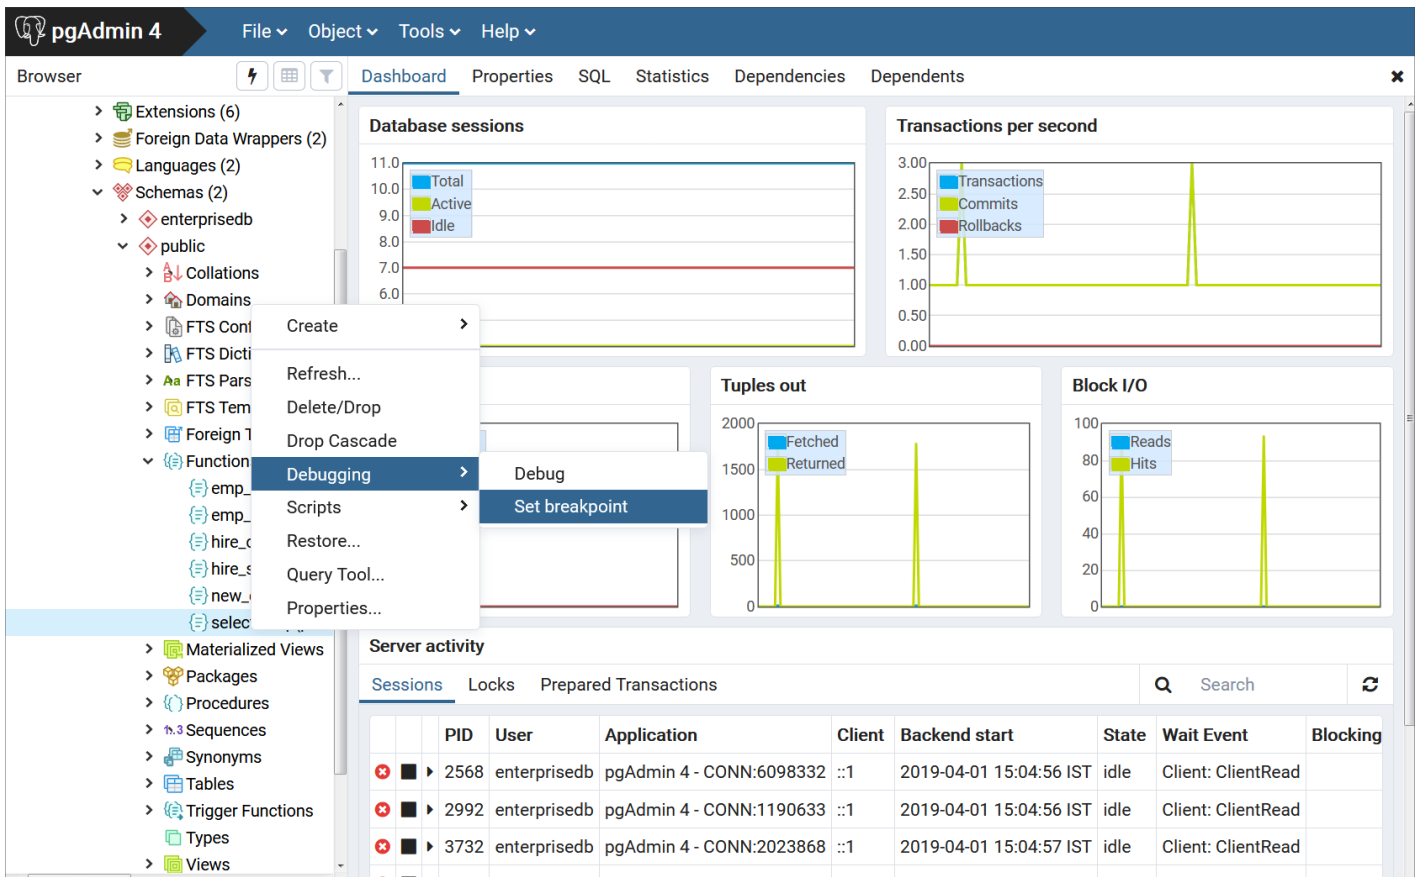 pgAdmin 4 File Object Tools Help
Browser
Dashboard Properties SQL Statistics Dependencies Dependents
Extensions (6)
Foreign Data Wrappers (2)
Languages (2)
Schemas (2)
enterprisedb
public
Collations
Domains
FTS Conf
FTS Dicti
Aa FTS Pars
FTS Tem
Foreign T
Function
emp_
emp_
hire_c
hire_s
new_
selec
Materialized Views
Packages
Procedures
1..3 Sequences
Synonyms
Tables
Trigger Functions
Types
Views
Create
Refresh...
Delete/Drop
Drop Cascade
Debugging
Scripts
Restore...
Query Tool...
Properties...
Debug
Set breakpoint
Database sessions
11.0
10.0
9.0
8.0
7.0
6.0
Total
Active
Idle
Transactions per second
3.00
2.50
2.00
1.50
1.00
0.50
0.00
Transactions
Commits
Rollbacks
Tuples out
2000
1500
1000
500
0
Fetched
Returned
Block I/O
100
80
60
40
20
0
Reads
Hits
Server activity
Sessions Locks Prepared Transactions Search
PID User Application Client Backend start State Wait Event Blocking
2568 enterprisedb pgAdmin 4 - CONN:6098332 ::1 2019-04-01 15:04:56 IST idle Client: ClientRead
2992 enterprisedb pgAdmin 4 - CONN:1190633 ::1 2019-04-01 15:04:56 IST idle Client: ClientRead
3732 enterprisedb pgAdmin 4 - CONN:2023868 ::1 2019-04-01 15:04:57 IST idle Client: ClientRead